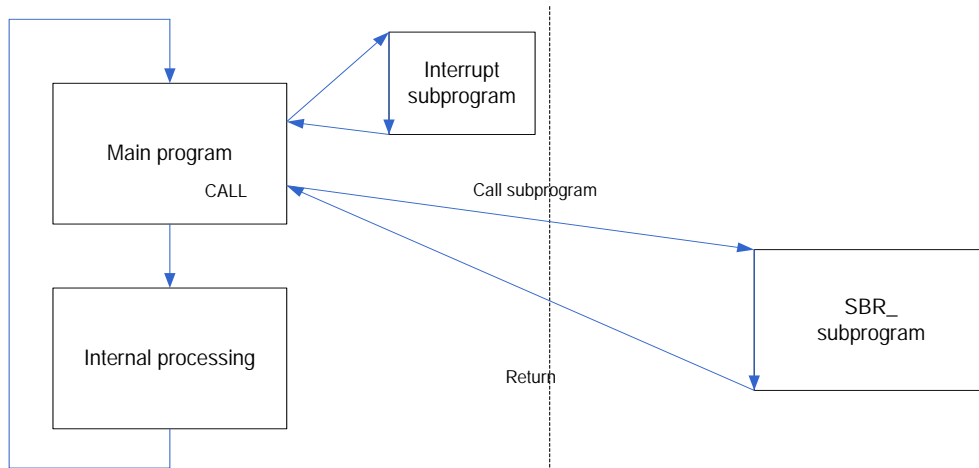 Interrupt
subprogram
Main program
CALL
Call subprogram
SBR_
subprogram
Internal processing
Return